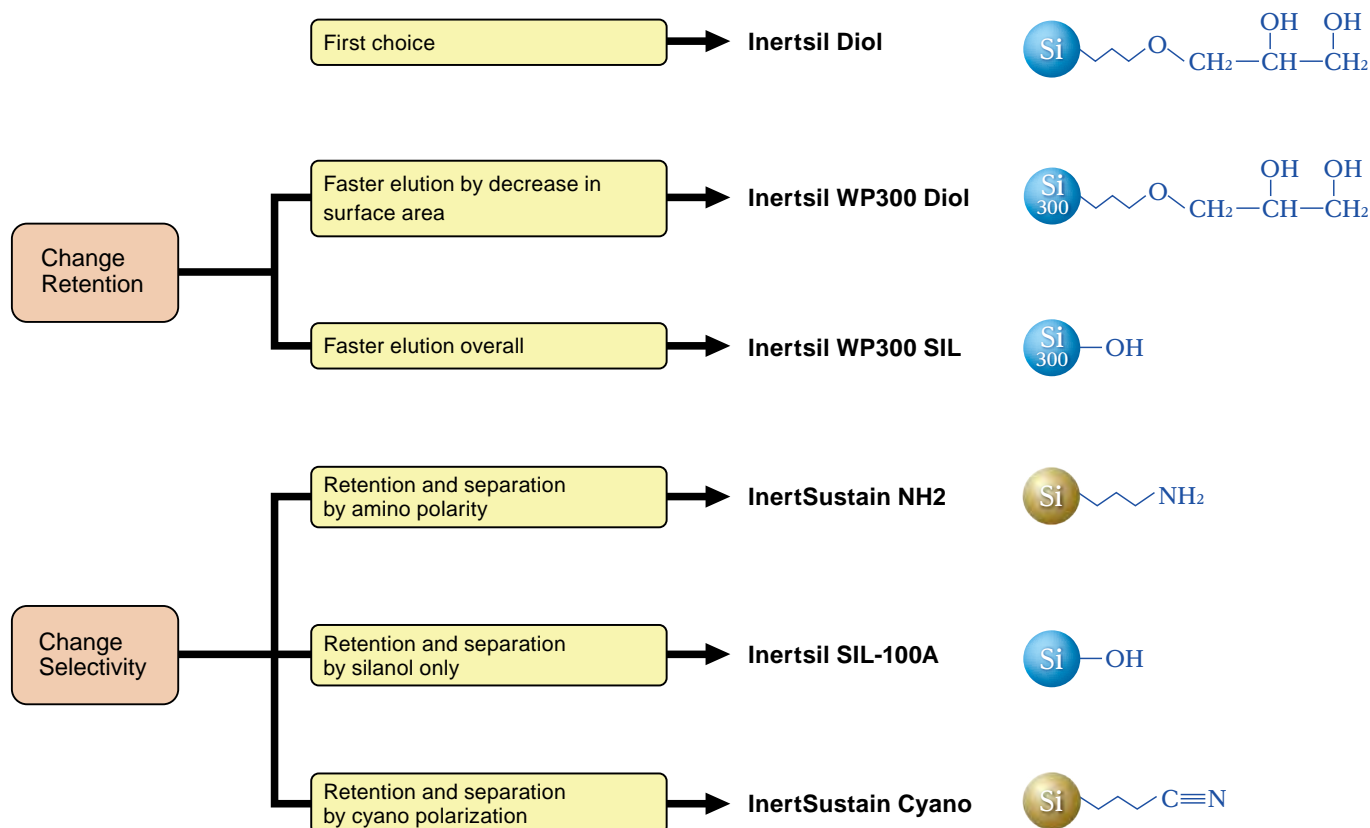 First choice
Inertsil Diol
Si
O
CH₂
CH
CH₂
OH
OH
Change
Retention
Faster elution by decrease in
surface area
Inertsil WP300 Diol
Si
300
O
CH₂
CH
CH₂
OH
OH
Faster elution overall
Inertsil WP300 SIL
Si
300
OH
Change
Selectivity
Retention and separation
by amino polarity
InertSustain NH2
Si
NH₂
Retention and separation
by silanol only
Inertsil SIL-100A
Si
OH
Retention and separation
by cyano polarization
InertSustain Cyano
Si
C≡N